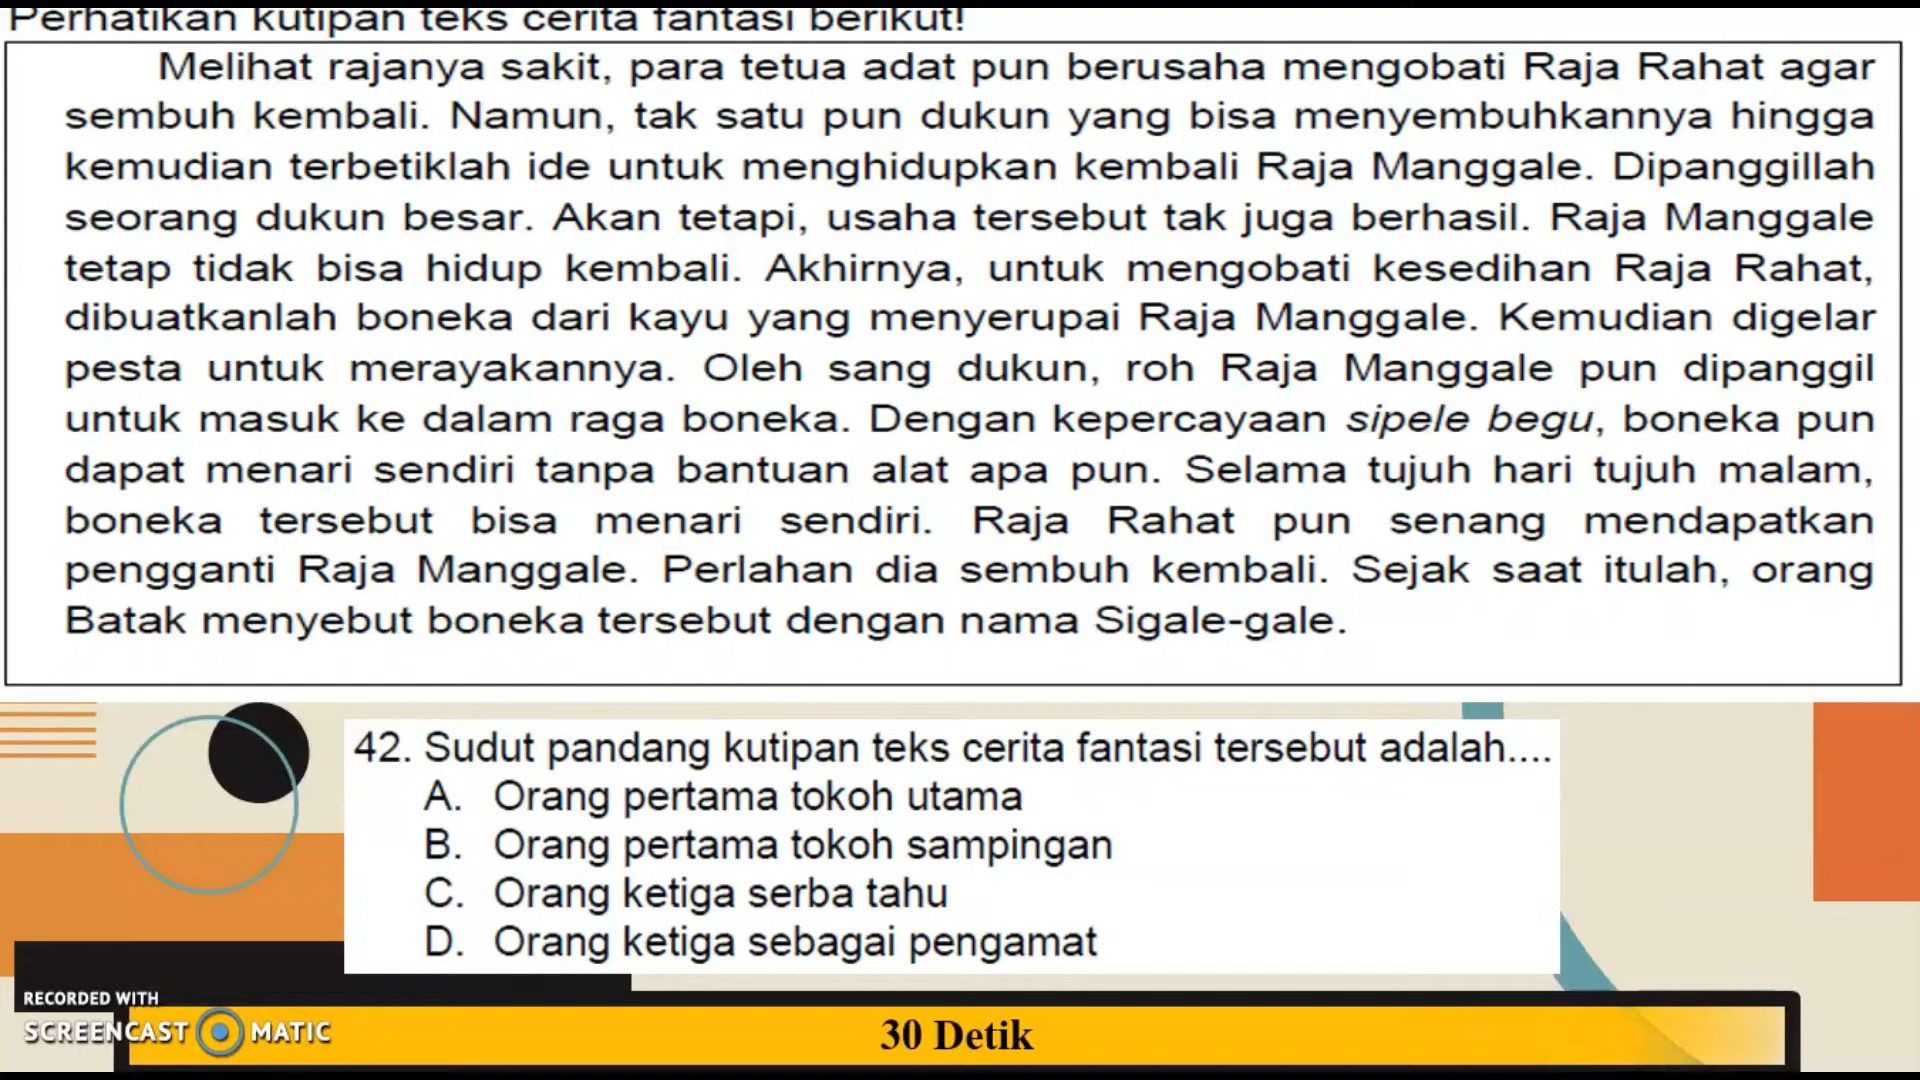 Perhatikan kutipan teks cerita fantasi berikut!
Melihat rajanya sakit, para tetua adat pun berusaha mengobati Raja Rahat agar
sembuh kembali. Namun, tak satu pun dukun yang bisa menyembuhkannya hingga
kemudian terbetiklah ide untuk menghidupkan kembali Raja Manggale. Dipanggillah
seorang dukun besar. Akan tetapi, usaha tersebut tak juga berhasil. Raja Manggale
tetap tidak bisa hidup kembali. Akhirnya, untuk mengobati kesedihan Raja Rahat,
dibuatkanlah boneka dari kayu yang menyerupai Raja Manggale. Kemudian digelar
pesta untuk merayakannya. Oleh sang dukun, roh Raja Manggale pun dipanggil
untuk masuk ke dalam raga boneka. Dengan kepercayaan sipele begu, boneka pun
dapat menari sendiri tanpa bantuan alat apa pun. Selama tujuh hari tujuh malam,
boneka tersebut bisa menari sendiri. Raja Rahat pun senang mendapatkan
pengganti Raja Manggale. Perlahan dia sembuh kembali. Sejak saat itulah, orang
Batak menyebut boneka tersebut dengan nama Sigale-gale.
42. Sudut pandang kutipan teks cerita fantasi tersebut adalah....
A. Orang pertama tokoh utama
B. Orang pertama tokoh sampingan
C. Orang ketiga serba tahu
D. Orang ketiga sebagai pengamat
RECORDED WITH
SCREENCAST MATIC
30 Detik